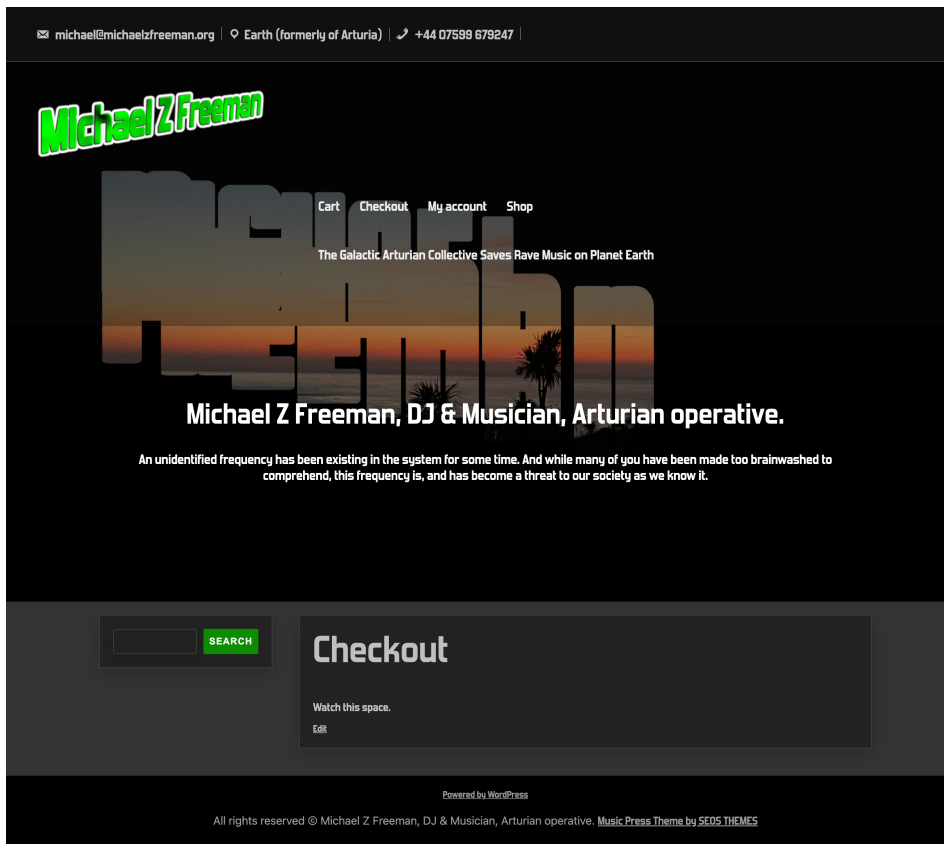 michael@michaelzfreeman.org Earth (formerly of Arturia) +44 07599 679247
Michael Z Freeman
Cart Checkout My account Shop
The Galactic Arturian Collective Saves Rave Music on Planet Earth
Michael Z Freeman
Michael Z Freeman, DJ & Musician, Arturian operative.
An unidentified frequency has been existing in the system for some time. And while many of you have been made too brainwashed to
comprehend, this frequency is, and has become a threat to our society as we know it.
SEARCH
Checkout
Watch this space.
Edit
Powered by WordPress
All rights reserved © Michael Z Freeman, DJ & Musician, Arturian operative. Music Press Theme by SEOS THEMES